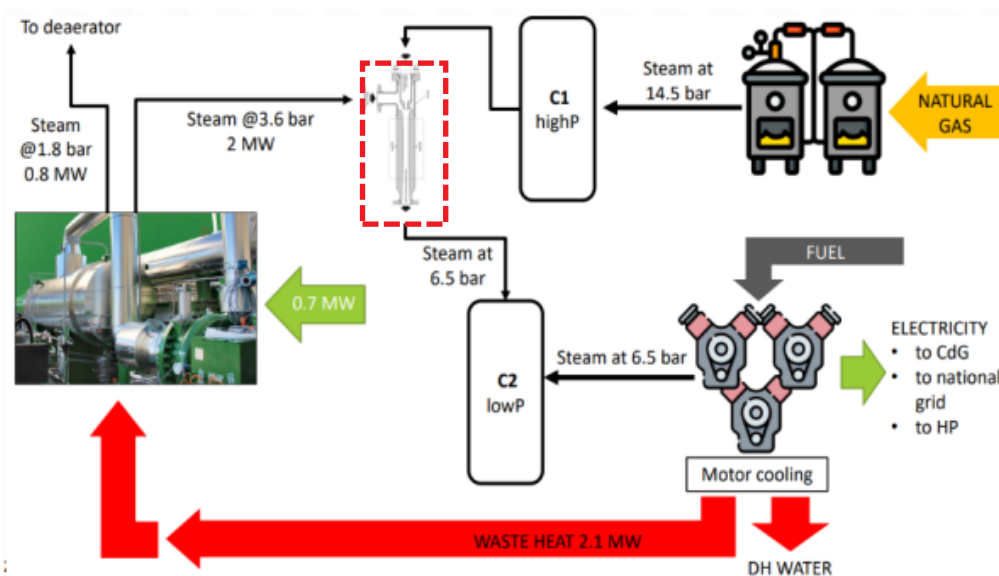 To deaerator
Steam
@1.8 bar
0.8 MW
Steam @3.6 bar
2 MW
C1
highP
Steam at
14.5 bar
NATURAL
GAS
Steam at
6.5 bar
0.7 MW
FUEL
C2
lowP
Steam at 6.5 bar
ELECTRICITY
• to CdG
• to national
grid
• to HP
Motor cooling
WASTE HEAT 2.1 MW
DH WATER